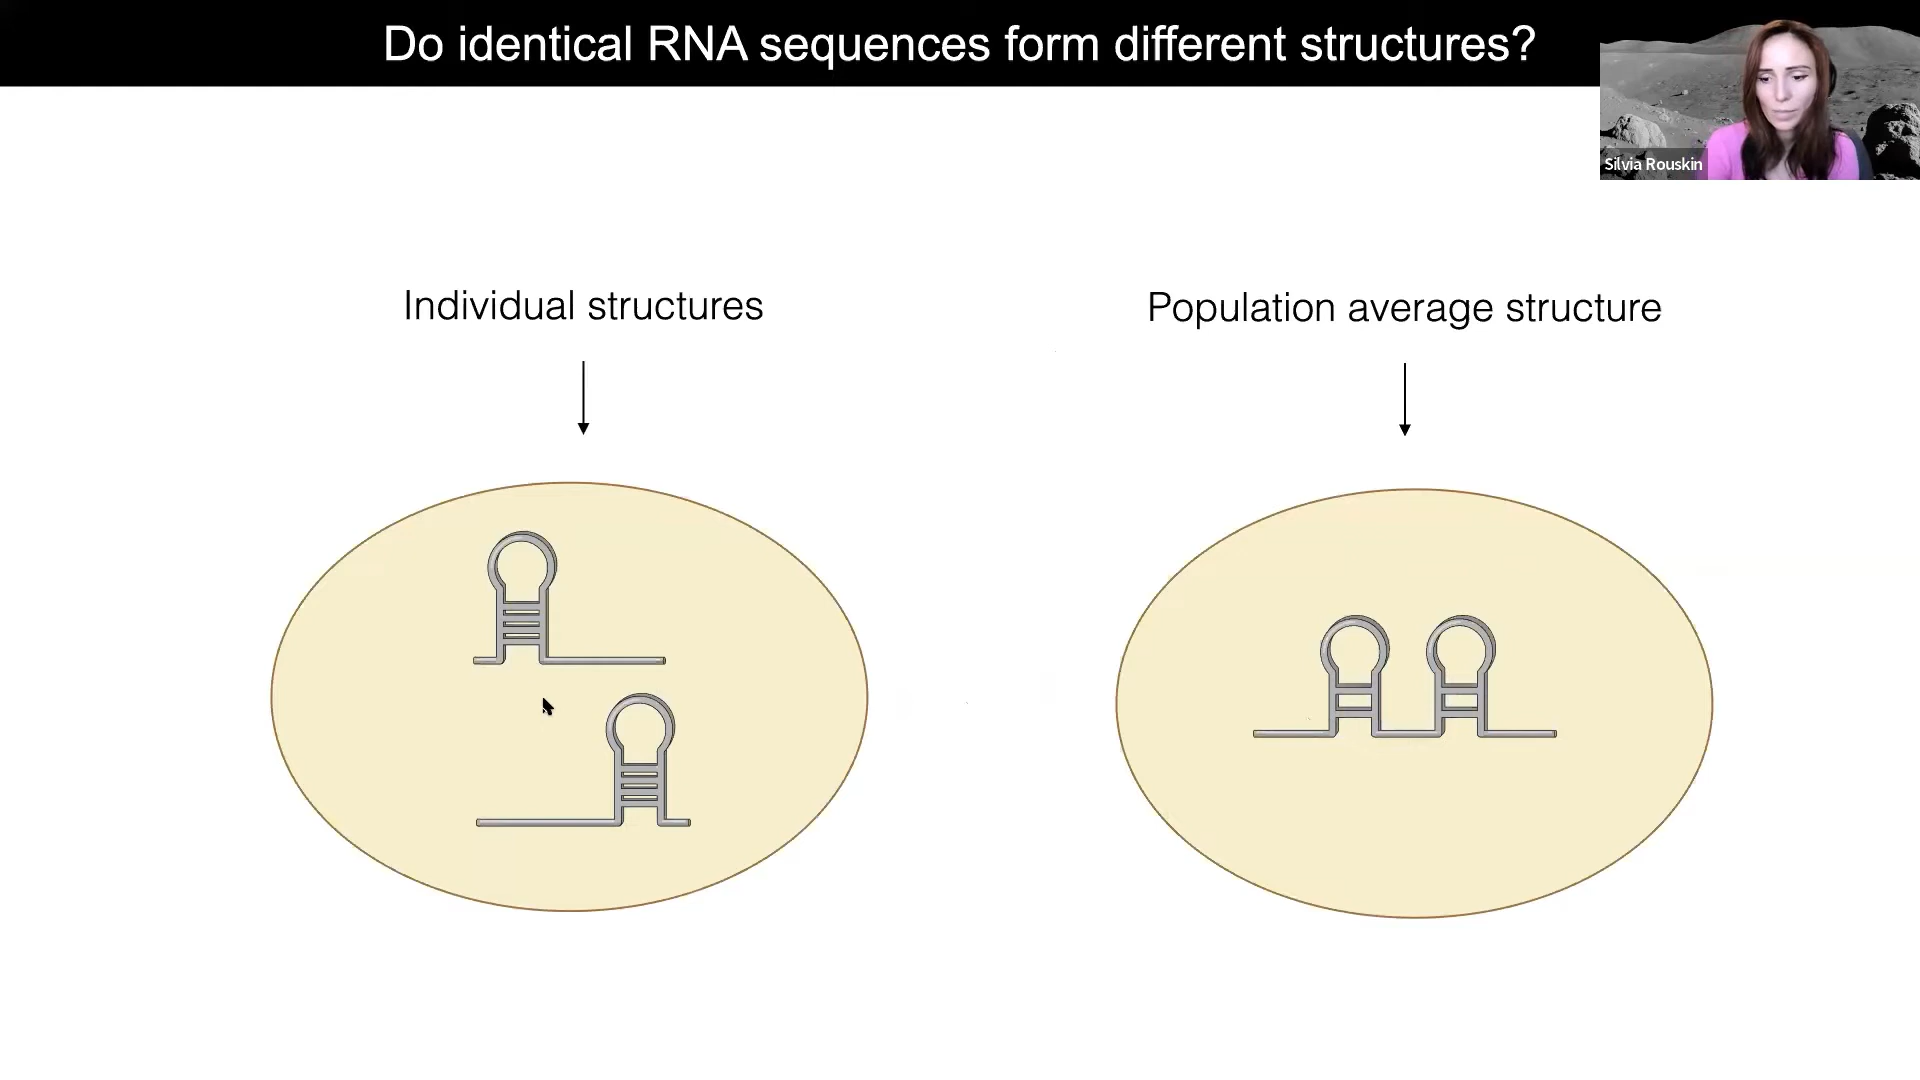 Do identical RNA sequences form different structures?
Silvia Rouskin
Individual structures
Population average structure